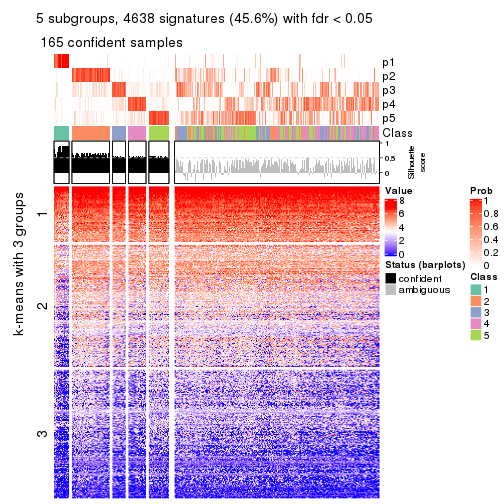 5 subgroups, 4638 signatures (45.6%) with fdr < 0.05
165 confident samples
p1
p2
p3
p4
p5
Class
1
0.5
0
Silhouette
score
k-means with 3 groups
1
2
3
Value
8
6
4
2
0
Status (barplots)
confident
ambiguous
Prob
1
0.8
0.6
0.4
0.2
0
Class
1
2
3
4
5